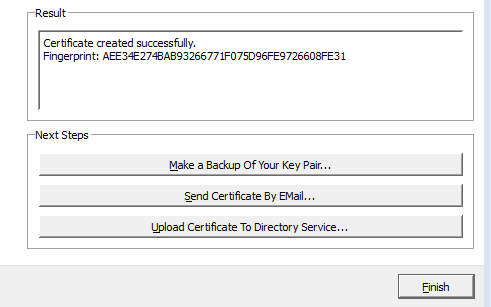 Result
Certificate created successfully.
Fingerprint: AEE34E274BAB93266771F075D96FE9726608FE31
Next Steps
Make a Backup Of Your Key Pair...
Send Certificate By EMail...
Upload Certificate To Directory Service...
Finish